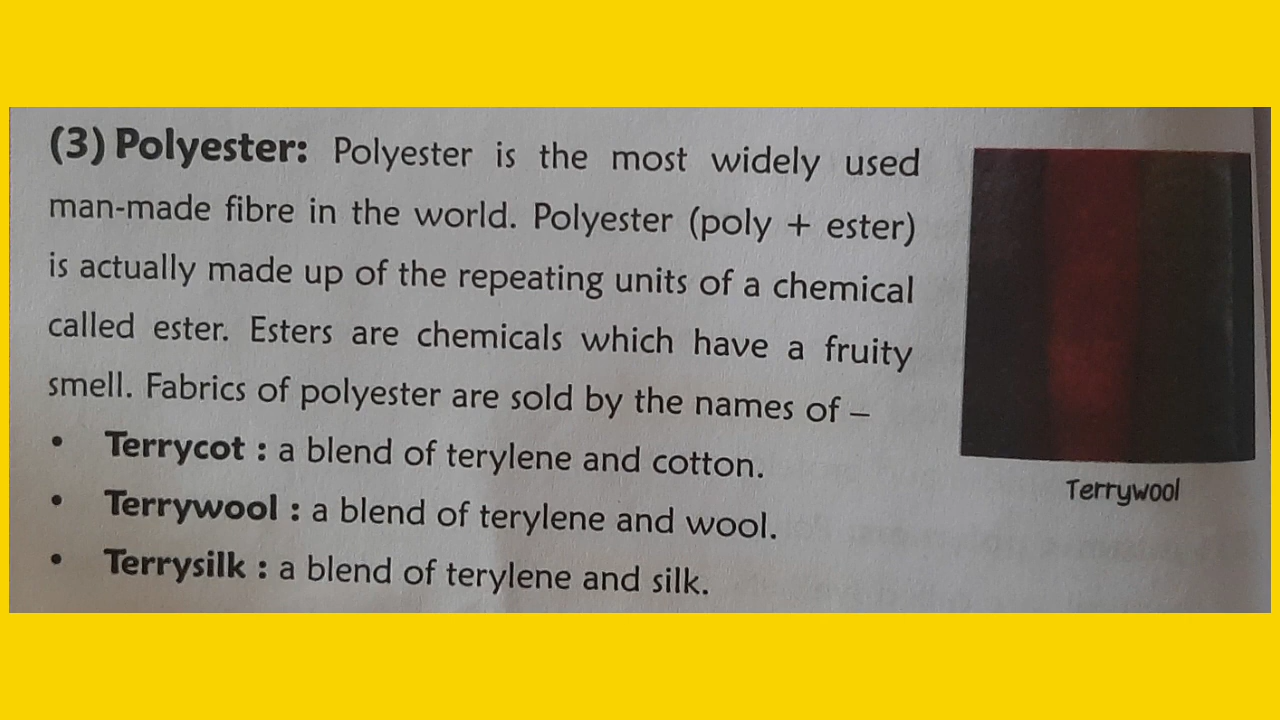 (3) Polyester: Polyester is the most widely used
man-made fibre in the world. Polyester (poly + ester)
is actually made up of the repeating units of a chemical
called ester. Esters are chemicals which have a fruity
smell. Fabrics of polyester are sold by the names of –
• Terrycot : a blend of terylene and cotton.
• Terrywool : a blend of terylene and wool.
• Terrysilk : a blend of terylene and silk.
Terrywool